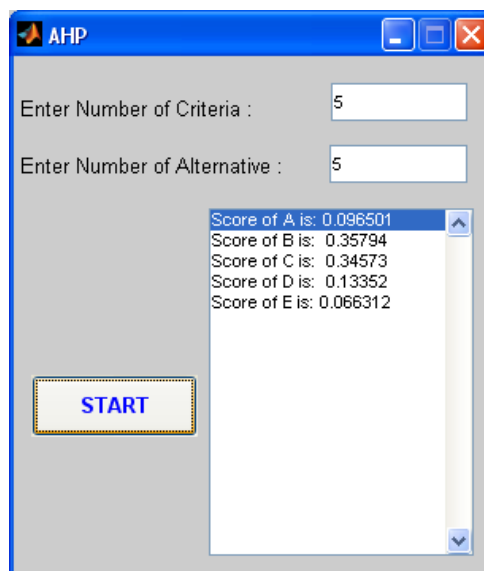 AHP
Enter Number of Criteria : 5
Enter Number of Alternative : 5
Score of A is: 0.096501
Score of B is: 0.35794
Score of C is: 0.34573
Score of D is: 0.13352
Score of E is: 0.066312
START